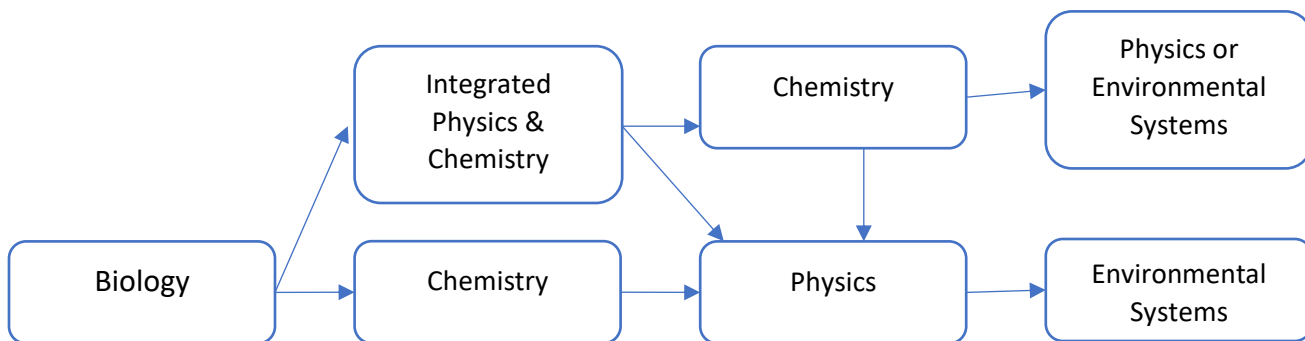 Integrated
Physics &
Chemistry
Chemistry
Physics or
Environmental
Systems
Biology
Chemistry
Physics
Environmental
Systems